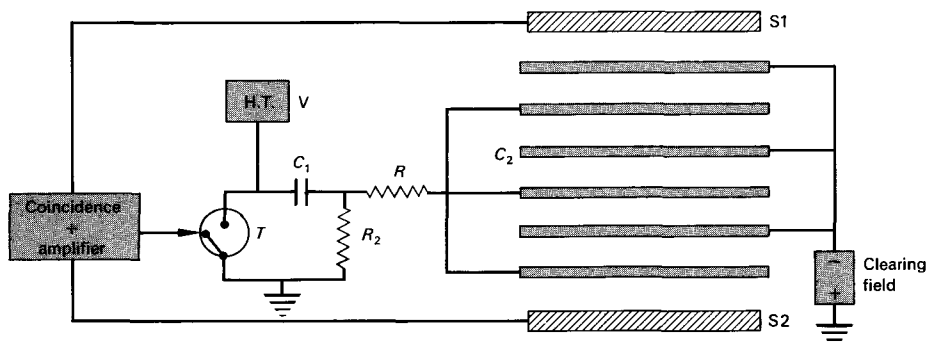 S1
H.T. V
C₁
R
C₂
Coincidence
+
amplifier
T
R₂
−
+
Clearing
field
S2